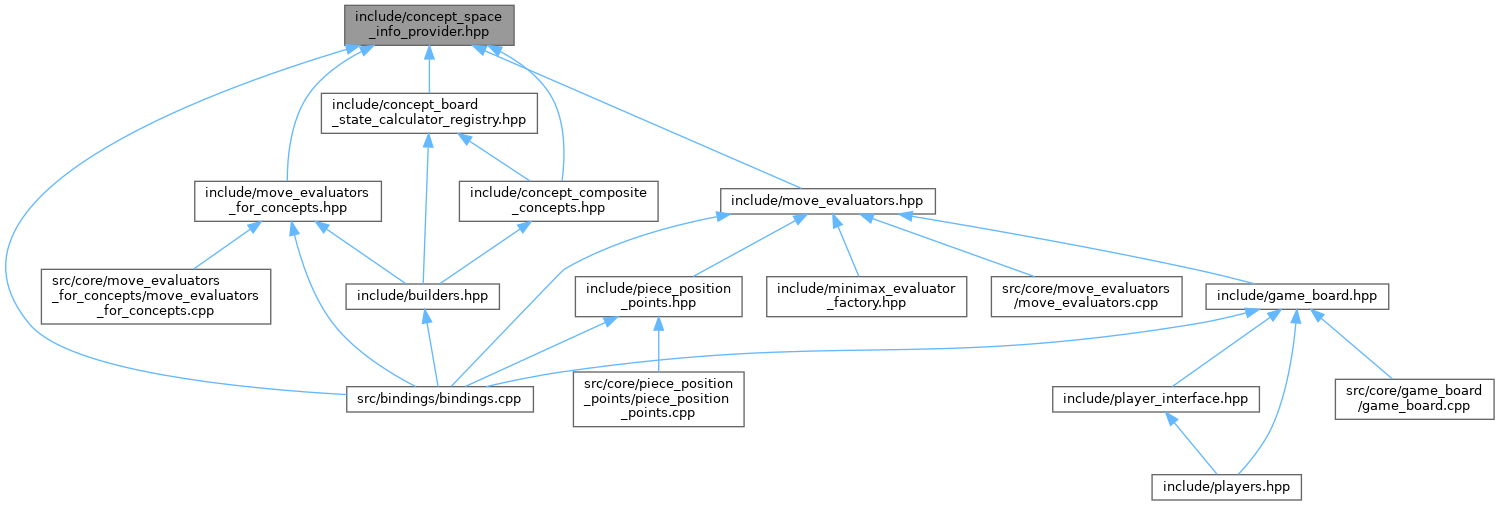 include/concept_space
_info_provider.hpp
include/concept_board
_state_calculator_registry.hpp
include/move_evaluators
_for_concepts.hpp
include/concept_composite
_concepts.hpp
include/move_evaluators.hpp
src/core/move_evaluators
_for_concepts/move_evaluators
_for_concepts.cpp
include/builders.hpp
include/piece_position
_points.hpp
include/minimax_evaluator
_factory.hpp
src/core/move_evaluators
/move_evaluators.cpp
include/game_board.hpp
src/bindings/bindings.cpp
src/core/piece_position
_points/piece_position
_points.cpp
include/player_interface.hpp
src/core/game_board
/game_board.cpp
include/players.hpp